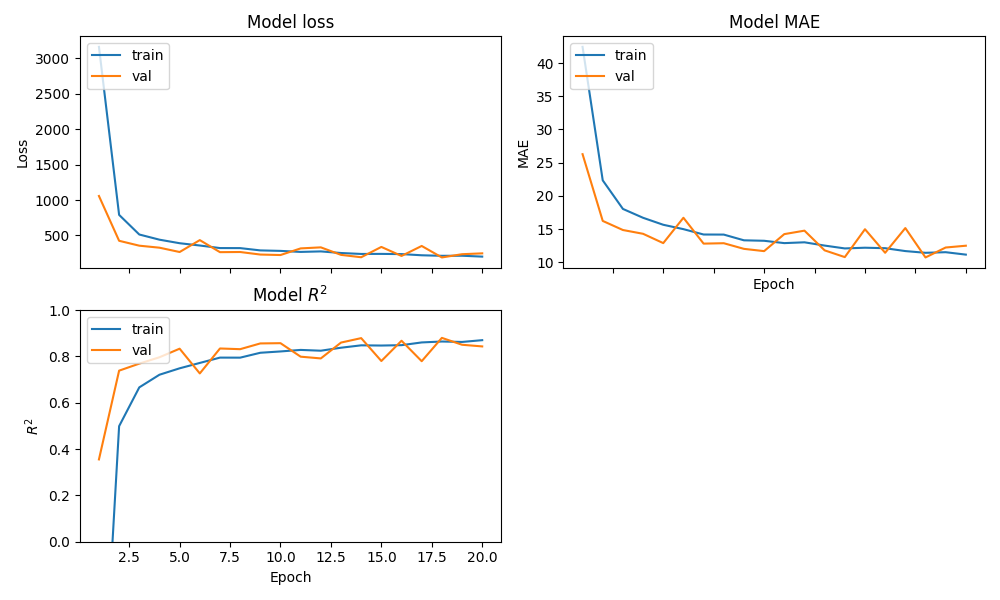 Model loss
train
val
3000
2500
2000
1500
1000
500
Loss
Model MAE
train
val
40
35
30
25
20
15
10
MAE
Epoch
Model R²
train
val
1.0
0.8
0.6
0.4
0.2
0.0
R²
2.5 5.0 7.5 10.0 12.5 15.0 17.5 20.0
Epoch